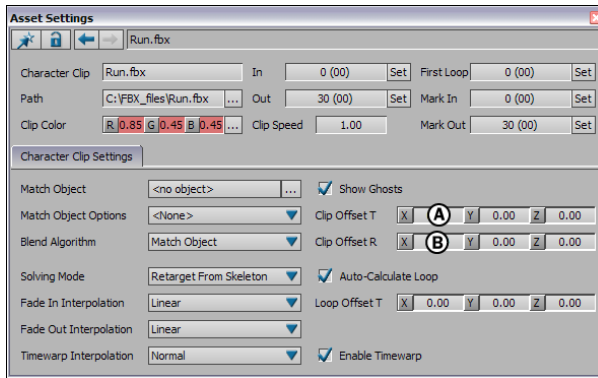 Asset Settings
Run.fbx
Character Clip Run.fbx In 0 (00) Set First Loop 0 (00) Set
Path C:\FBX_files\Run.fbx ... Out 30 (00) Set Mark In 0 (00) Set
Clip Color R 0.85 G 0.45 B 0.45 ... Clip Speed 1.00 Mark Out 30 (00) Set
Character Clip Settings
Match Object <no object> ... Show Ghosts
Match Object Options <None> Clip Offset T X A Y 0.00 Z 0.00
Blend Algorithm Match Object Clip Offset R X B Y 0.00 Z 0.00
Solving Mode Retarget From Skeleton Auto-Calculate Loop
Fade In Interpolation Linear Loop Offset T X 0.00 Y 0.00 Z 0.00
Fade Out Interpolation Linear
Timewarp Interpolation Normal Enable Timewarp